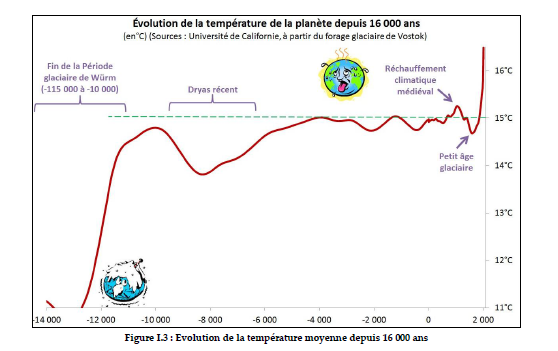 Évolution de la température de la planète depuis 16 000 ans
(en°C) (Sources : Université de Californie, à partir du forage glaciaire de Vostok)
Fin de la Période
glaciaire de Würm
(-115 000 à -10 000)
Dryas récent
Réchauffement
climatique
médiéval
Petit âge
glaciaire
16°C
15°C
14°C
13°C
12°C
11°C
-14 000
-12 000
-10 000
-8 000
-6 000
-4 000
-2 000
0
2 000
Figure I.3 : Evolution de la température moyenne depuis 16 000 ans